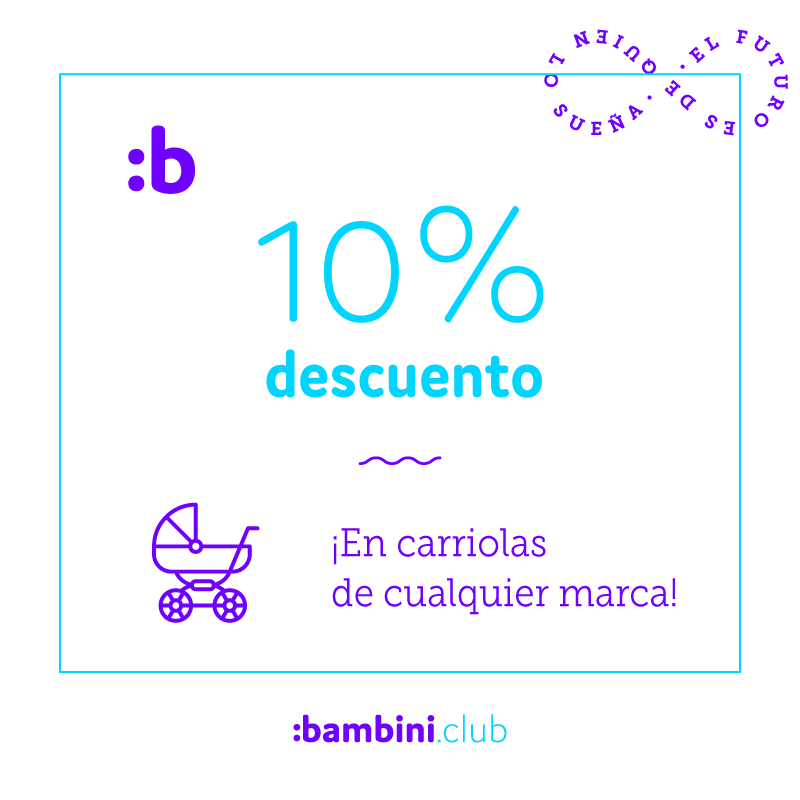 · EL FUTURO ES DE QUIEN LO SUEÑA ·
:b
10%
descuento
¡En carriolas
de cualquier marca!
:bambini.club